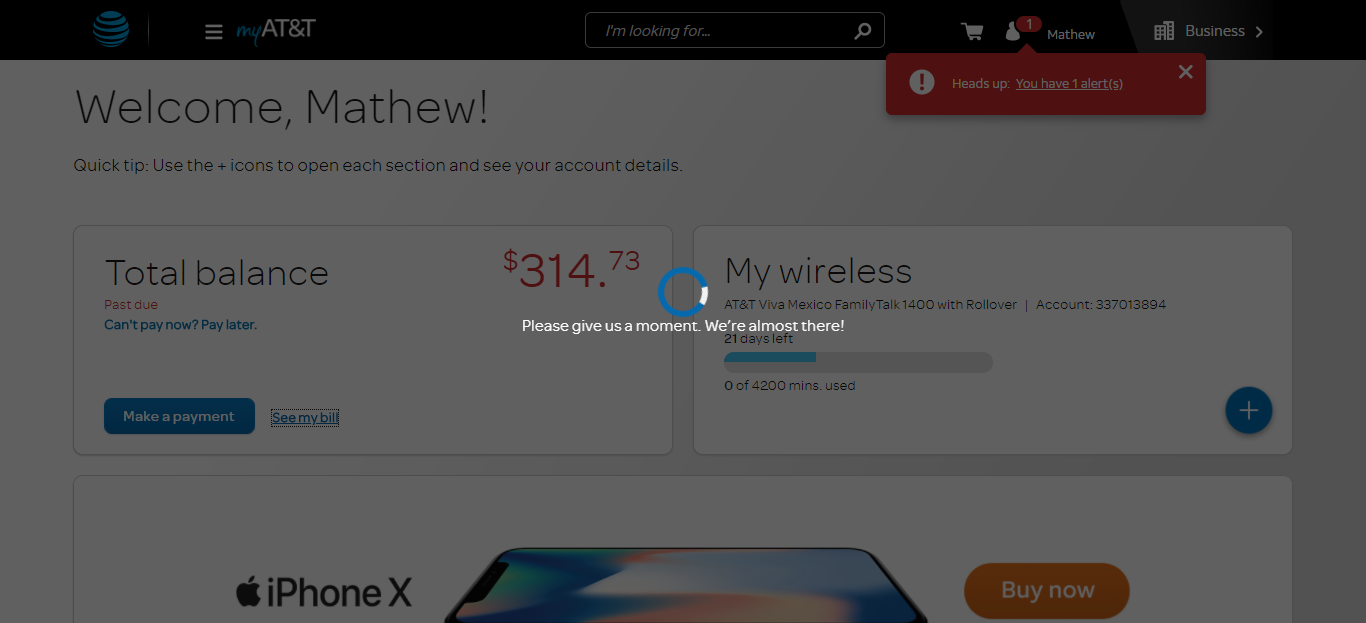 myAT&T
I'm looking for...
1
Mathew
Business
Heads up: You have 1 alert(s)
Welcome, Mathew!
Quick tip: Use the + icons to open each section and see your account details.
Total balance
$314.73
Past due
Can't pay now? Pay later.
Make a payment
See my bill
Please give us a moment. We're almost there!
My wireless
AT&T Viva Mexico FamilyTalk 1400 with Rollover | Account: 337013894
21 days left
0 of 4200 mins. used
iPhone X
Buy now